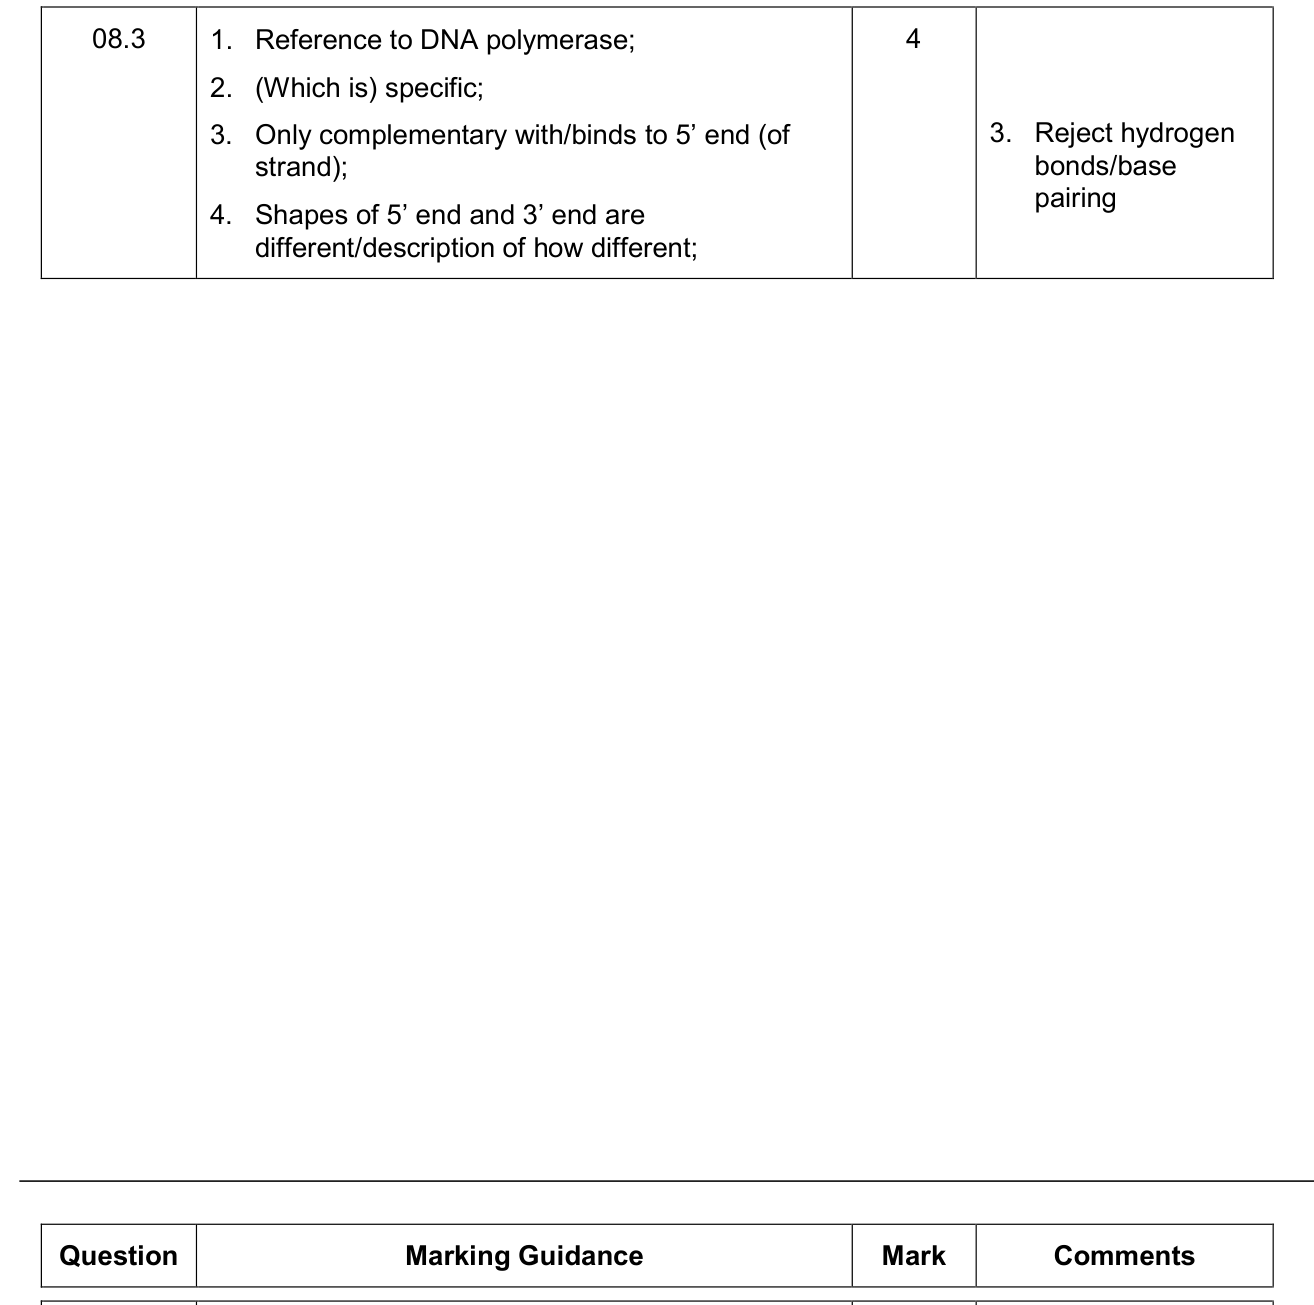 08.3
1. Reference to DNA polymerase;
4
2. (Which is) specific;
3. Only complementary with/binds to 5’ end (of
strand);
3. Reject hydrogen
bonds/base
pairing
4. Shapes of 5’ end and 3’ end are
different/description of how different;
Question
Marking Guidance
Mark
Comments